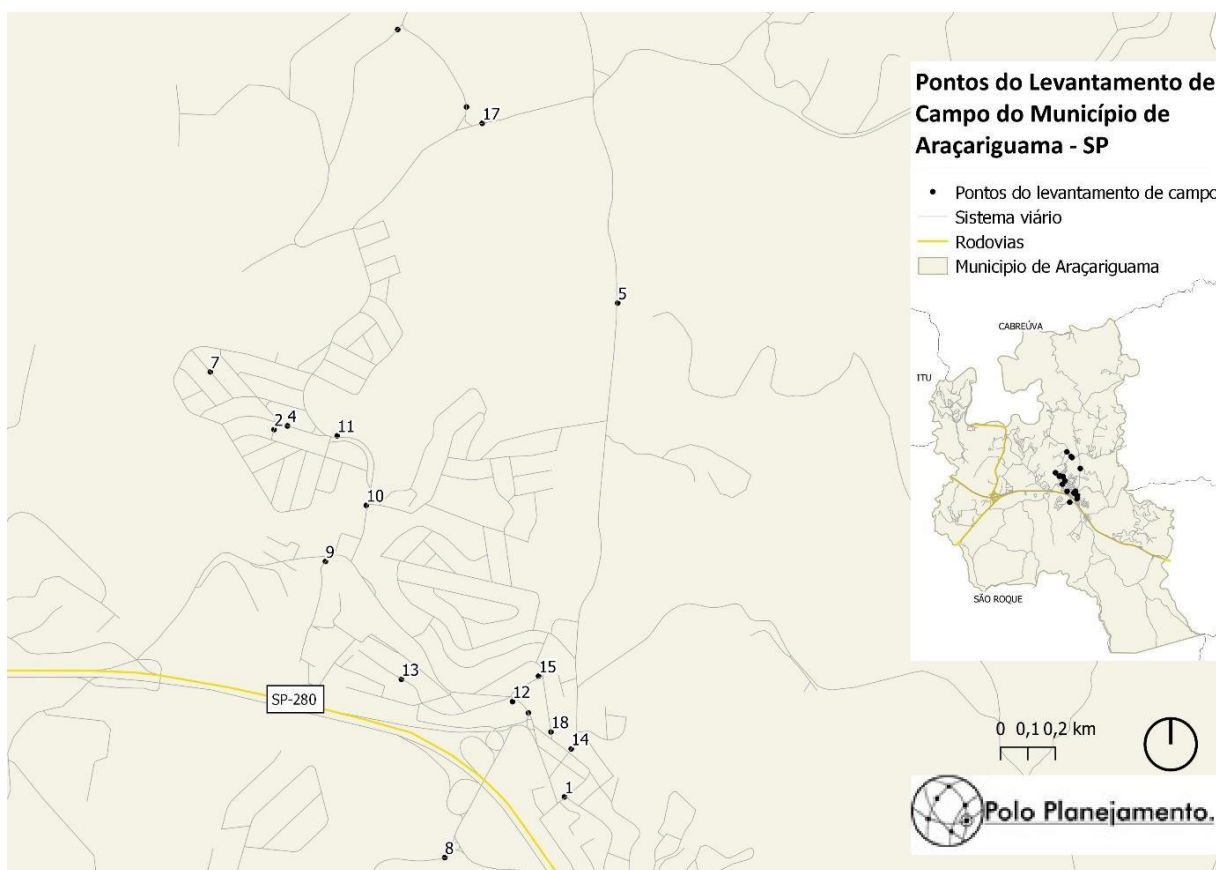 Pontos do Levantamento de
Campo do Município de
Araçariguama - SP
Pontos do levantamento de campo
Sistema viário
Rodovias
Municipio de Araçariguama
CABREÚVA
ITU
SÃO ROQUE
17
5
7
2
4
11
10
9
13
15
12
SP-280
18
14
1
8
0 0,1 0,2 km
Polo Planejamento.